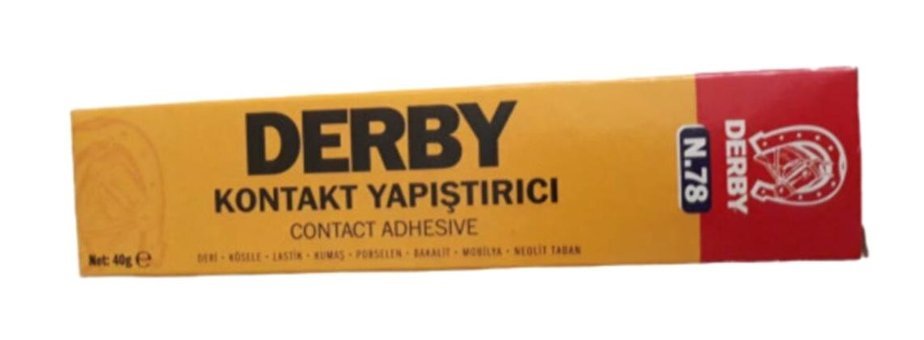 DERBY
KONTAKT YAPIŞTIRICI
CONTACT ADHESIVE
DERİ · KÖSELE · LASTİK · KUMAŞ · PORSELEN · BAKALİT · MOBİLYA · NEOLİT TABAN
Net: 40g ℮
N.78
DERBY